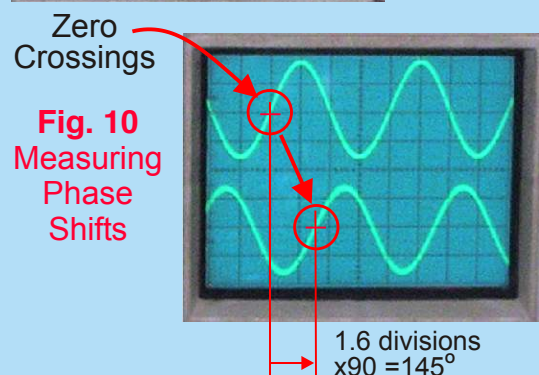 Zero
Crossings
Fig. 10
Measuring
Phase
Shifts
1.6 divisions
x90 =145°